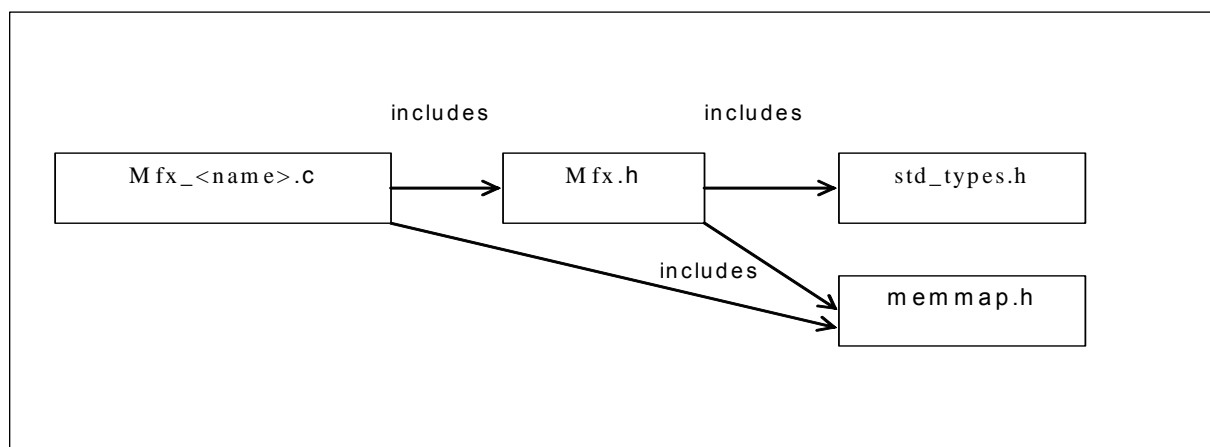 includes
includes
Mfx_<name>.c
Mfx.h
std_types.h
includes
memmap.h